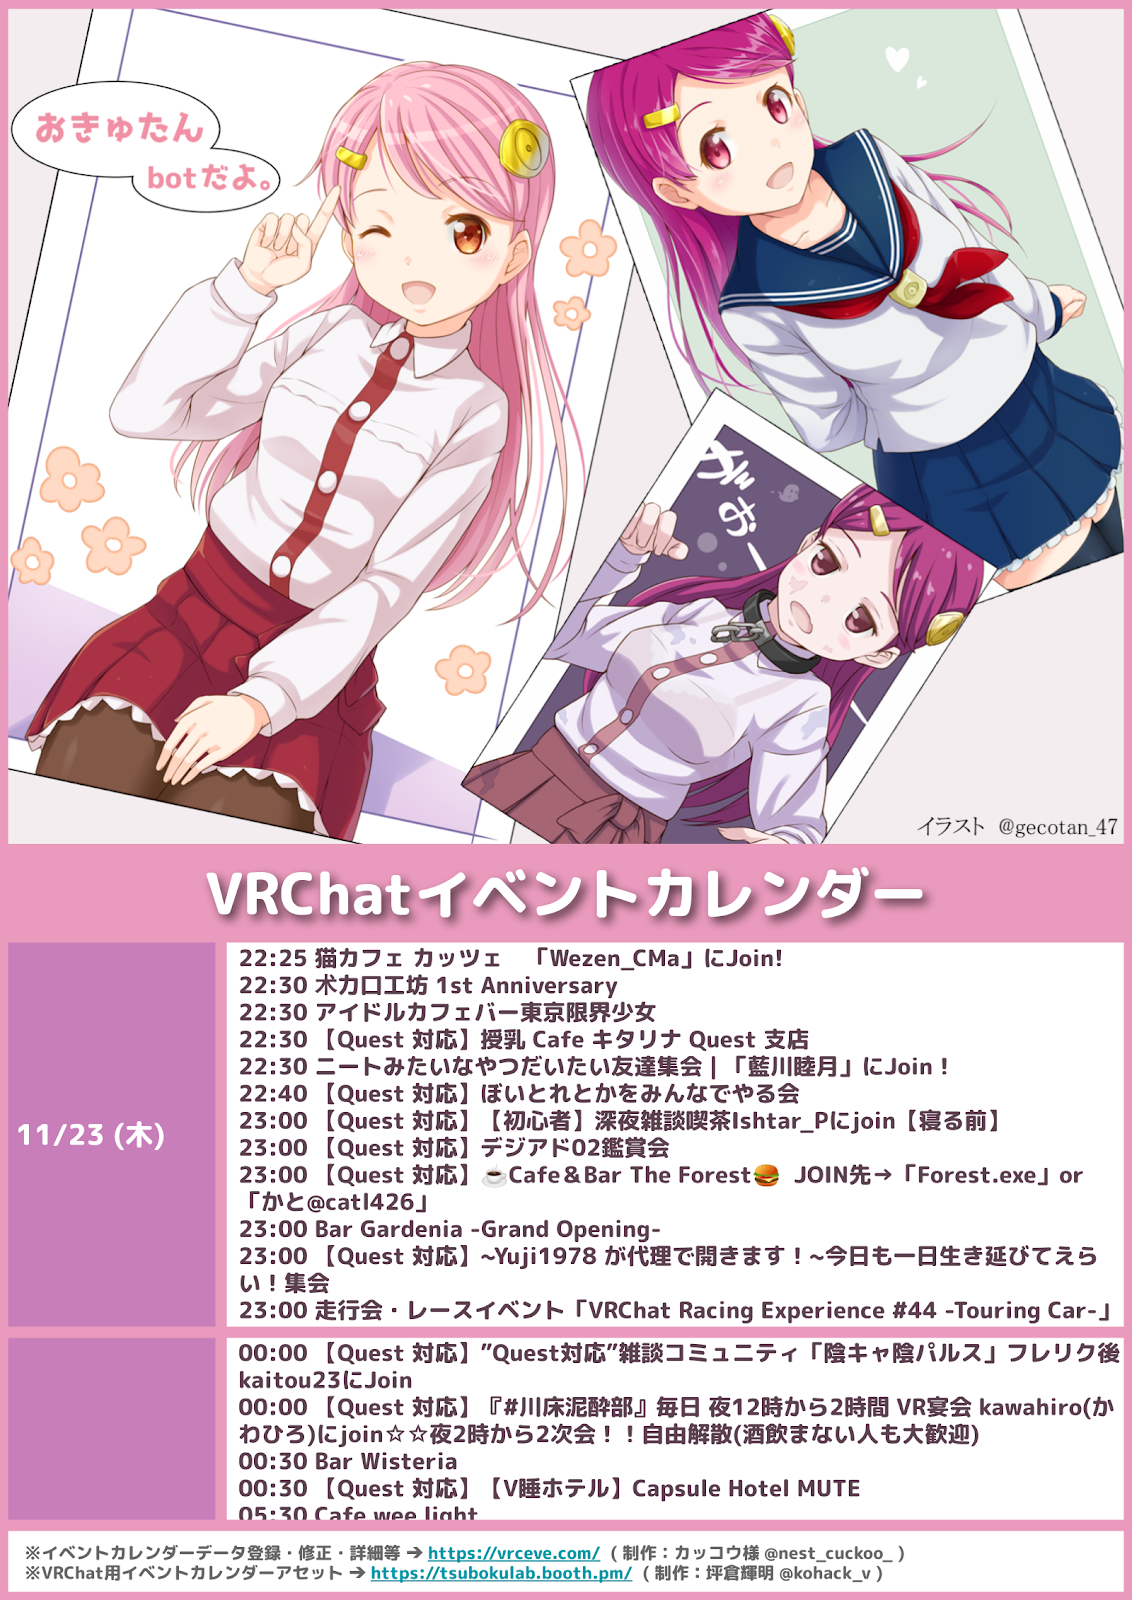 おきゅたん
botだよ。
がおー
イラスト @gecotan_47
VRChatイベントカレンダー
11/23 (木)
22:25 猫カフェ カッツェ 「Wezen_CMa」にJoin!
22:30 犬カロ工坊 1st Anniversary
22:30 アイドルカフェバー東京限界少女
22:30 【Quest 対応】授乳 Cafe キタリナ Quest 支店
22:30 ニートみたいなやつだいたい友達集会 | 「藍川睦月」にJoin！
22:40 【Quest 対応】ぼいとれとかをみんなでやる会
23:00 【Quest 対応】【初心者】深夜雑談喫茶Ishtar_Pにjoin【寝る前】
23:00 【Quest 対応】デジアド02鑑賞会
23:00 【Quest 対応】☕Cafe＆Bar The Forest🍔 JOIN先→「Forest.exe」or
「かと@catl426」
23:00 Bar Gardenia -Grand Opening-
23:00 【Quest 対応】~Yuji1978 が代理で開きます！~今日も一日生き延びてえら
い！集会
23:00 走行会・レースイベント「VRChat Racing Experience #44 -Touring Car-」
00:00 【Quest 対応】”Quest対応”雑談コミュニティ「陰キャ陰パルス」フレリク後
kaitou23にJoin
00:00 【Quest 対応】『#川床泥酔部』毎日 夜12時から2時間 VR宴会 kawahiro(か
わひろ)にjoin☆☆夜2時から2次会！！自由解散(酒飲まない人も大歓迎)
00:30 Bar Wisteria
00:30 【Quest 対応】【V睡ホテル】Capsule Hotel MUTE
05:30 Cafe wee light
※イベントカレンダーデータ登録・修正・詳細等 ➔ https://vrceve.com/ ( 制作：カッコウ様 @nest_cuckoo_ )
※VRChat用イベントカレンダーアセット ➔ https://tsubokulab.booth.pm/ ( 制作：坪倉輝明 @kohack_v )